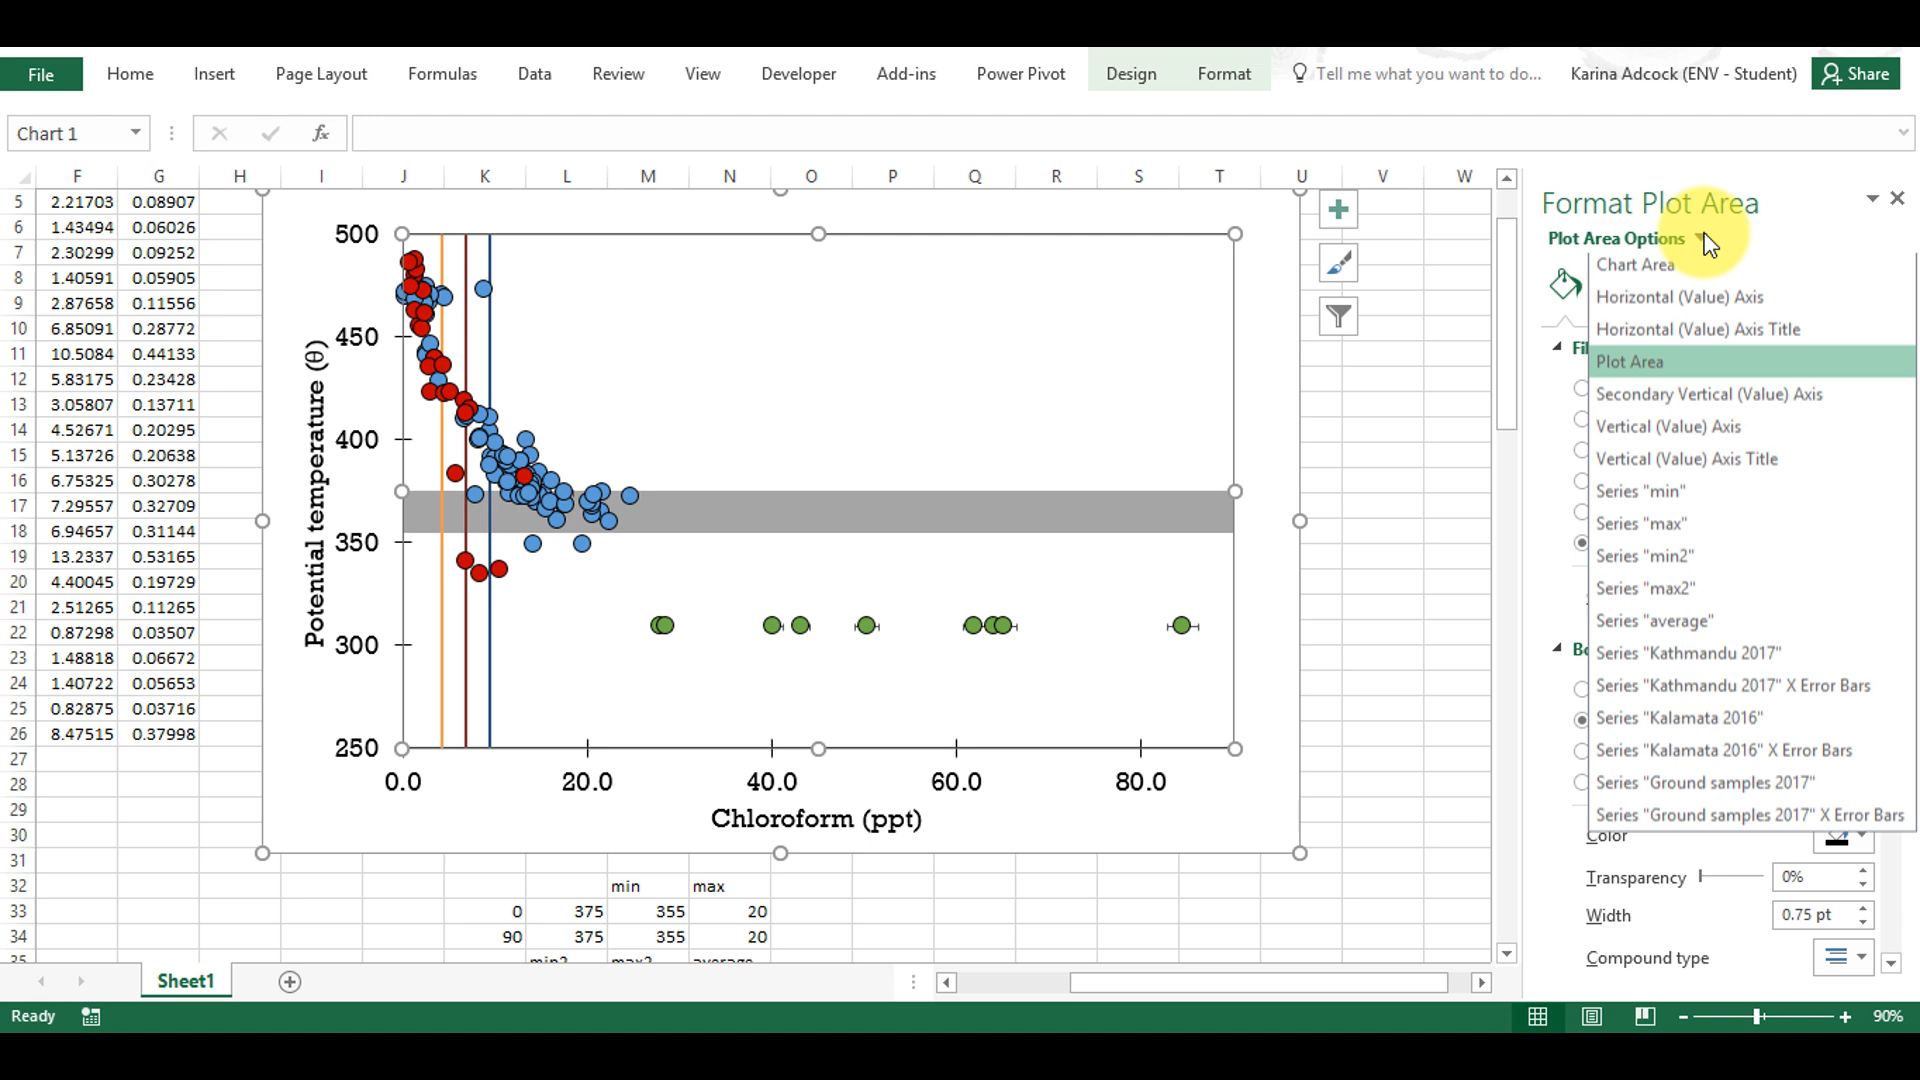 File Home Insert Page Layout Formulas Data Review View Developer Add-ins Power Pivot Design Format Tell me what you want to do... Karina Adcock (ENV - Student) Share
Chart 1 fx
F G H I J K L M N O P Q R S T U V W
5 2.21703 0.08907
6 1.43494 0.06026
7 2.30299 0.09252
8 1.40591 0.05905
9 2.87658 0.11556
10 6.85091 0.28772
11 10.5084 0.44133
12 5.83175 0.23428
13 3.05807 0.13711
14 4.52671 0.20295
15 5.13726 0.20638
16 6.75325 0.30278
17 7.29557 0.32709
18 6.94657 0.31144
19 13.2337 0.53165
20 4.40045 0.19729
21 2.51265 0.11265
22 0.87298 0.03507
23 1.48818 0.06672
24 1.40722 0.05653
25 0.82875 0.03716
26 8.47515 0.37998
27
28
29
30
31
32 min max
33 0 375 355 20
34 90 375 355 20
35 min2 max2 average
500
450
400
350
300
250
Potential temperature (θ)
0.0 20.0 40.0 60.0 80.0
Chloroform (ppt)
Format Plot Area
Plot Area Options
Chart Area
Horizontal (Value) Axis
Horizontal (Value) Axis Title
Fi
Plot Area
Secondary Vertical (Value) Axis
Vertical (Value) Axis
Vertical (Value) Axis Title
Series "min"
Series "max"
Series "min2"
Series "max2"
Series "average"
Bo
Series "Kathmandu 2017"
Series "Kathmandu 2017" X Error Bars
Series "Kalamata 2016"
Series "Kalamata 2016" X Error Bars
Series "Ground samples 2017"
Series "Ground samples 2017" X Error Bars
Color
Transparency 0%
Width 0.75 pt
Compound type
Sheet1
Ready 90%